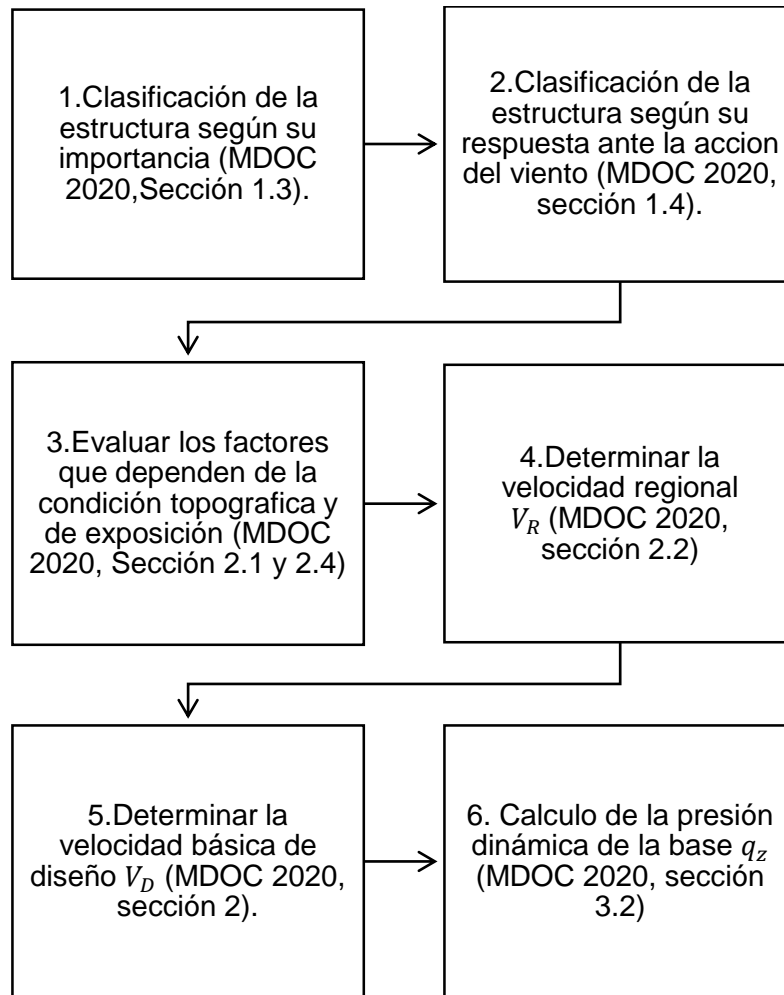 1.Clasificación de la
estructura según su
importancia (MDOC
2020,Sección 1.3).
2.Clasificación de la
estructura según su
respuesta ante la accion
del viento (MDOC 2020,
sección 1.4).
3.Evaluar los factores
que dependen de la
condición topografica y
de exposición (MDOC
2020, Sección 2.1 y 2.4)
4.Determinar la
velocidad regional
V_R (MDOC 2020,
sección 2.2)
5.Determinar la
velocidad básica de
diseño V_D (MDOC 2020,
sección 2).
6. Calculo de la presión
dinámica de la base q_z
(MDOC 2020, sección
3.2)